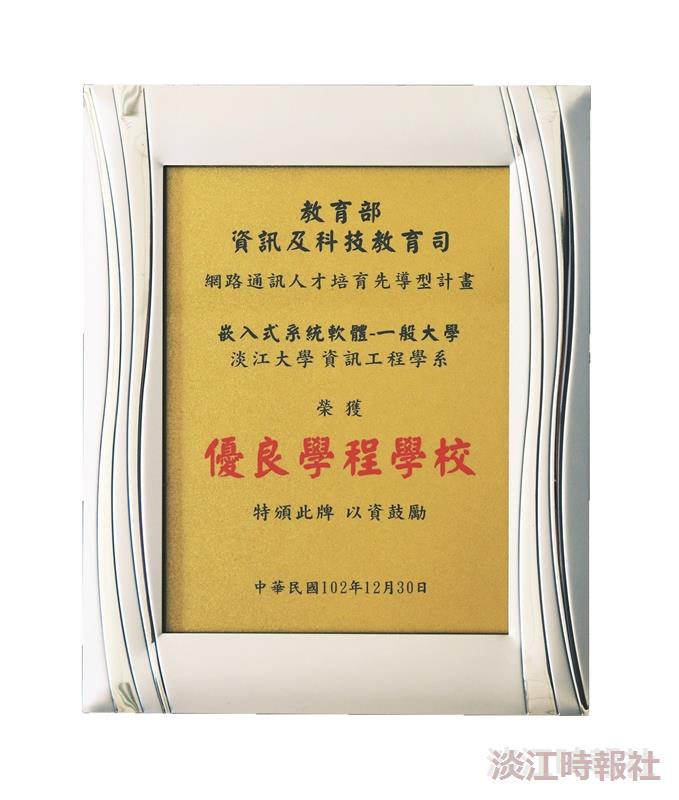 教育部
資訊及科技教育司
網路通訊人才培育先導型計畫
嵌入式系統軟體-一般大學
淡江大學 資訊工程學系
榮獲
優良學程學校
特頒此牌 以資鼓勵
中華民國102年12月30日
淡江時報社